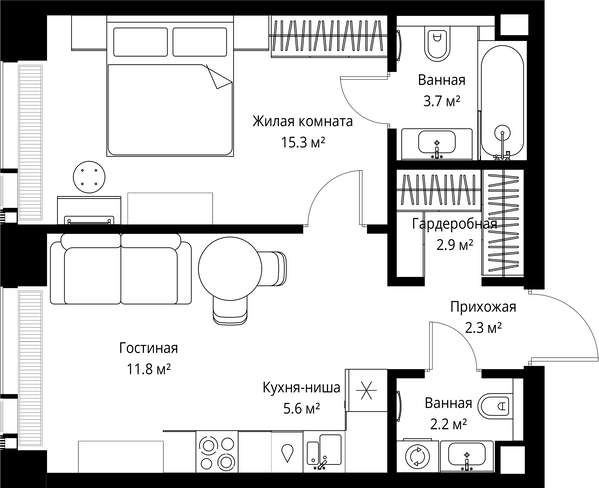 Ванная
3.7 м²
Жилая комната
15.3 м²
Гардеробная
2.9 м²
Прихожая
2.3 м²
Гостиная
11.8 м²
Кухня-ниша
5.6 м²
Ванная
2.2 м²